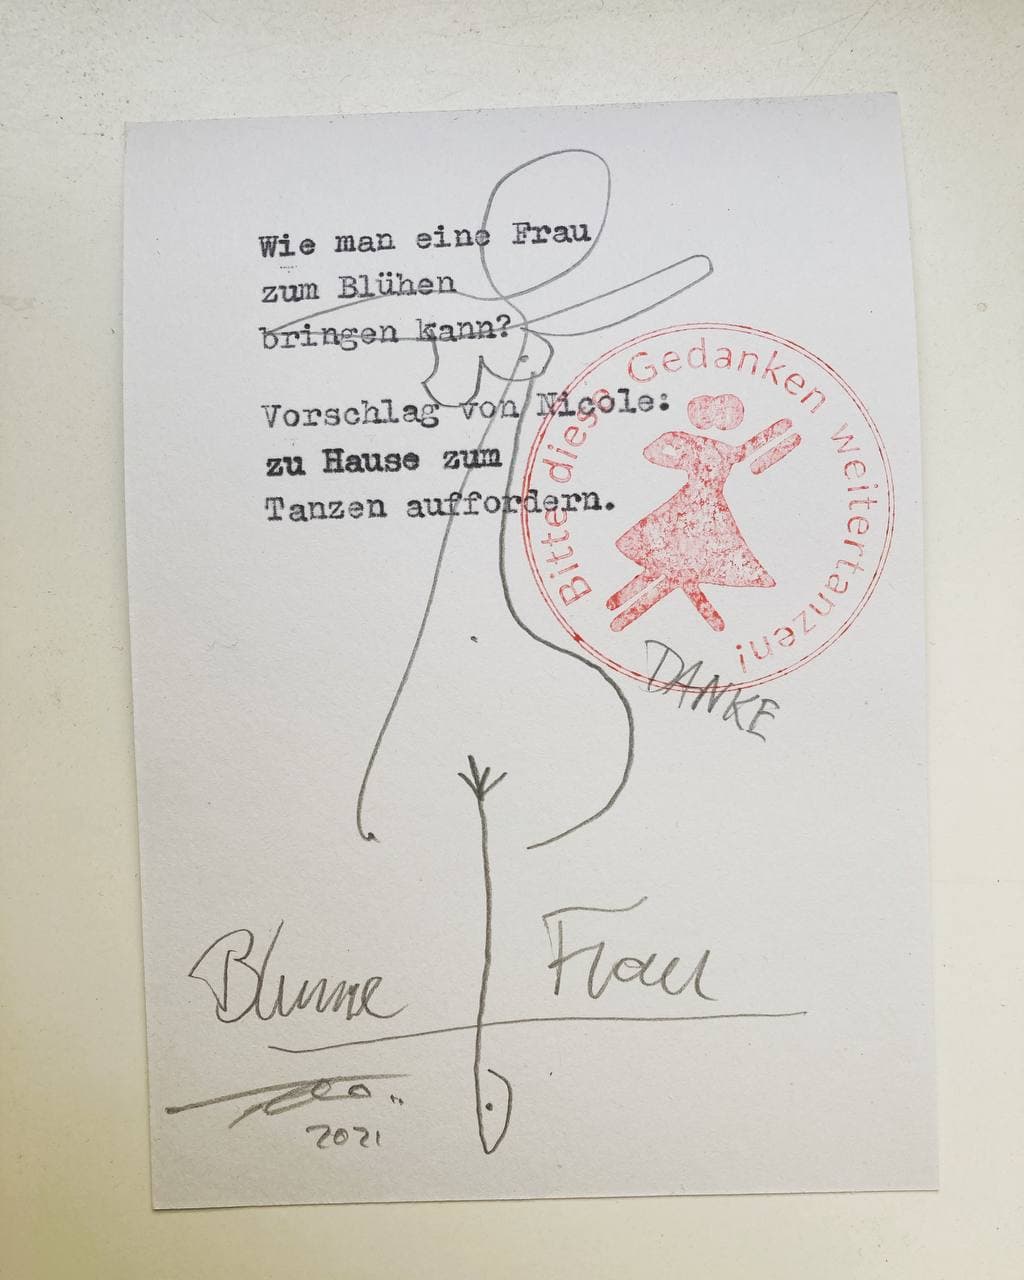 Wie man eine Frau
zum Blühen
bringen kann?
Vorschlag von Nicole:
zu Hause zum
Tanzen auffordern.
Bitte diese Gedanken weitertanzen!
DANKE
Blume Frau
2021